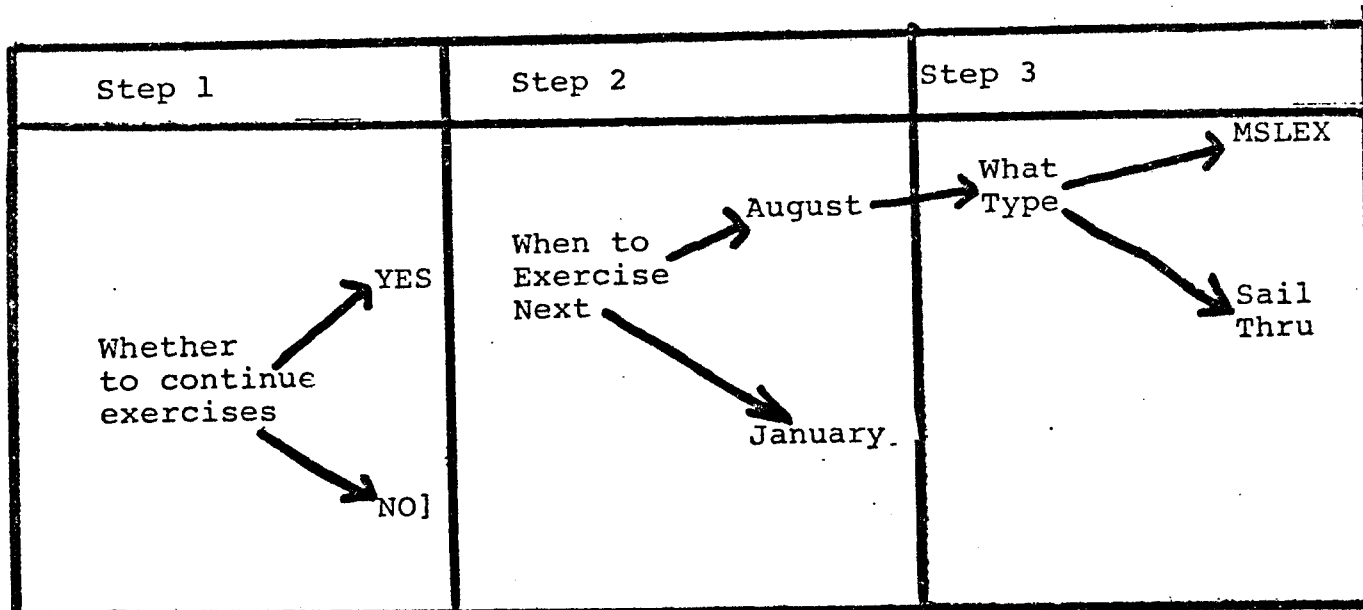 Step 1
Step 2
Step 3
Whether
to continue
exercises
YES
NO]
When to
Exercise
Next
August
January
What
Type
MSLEX
Sail
Thru